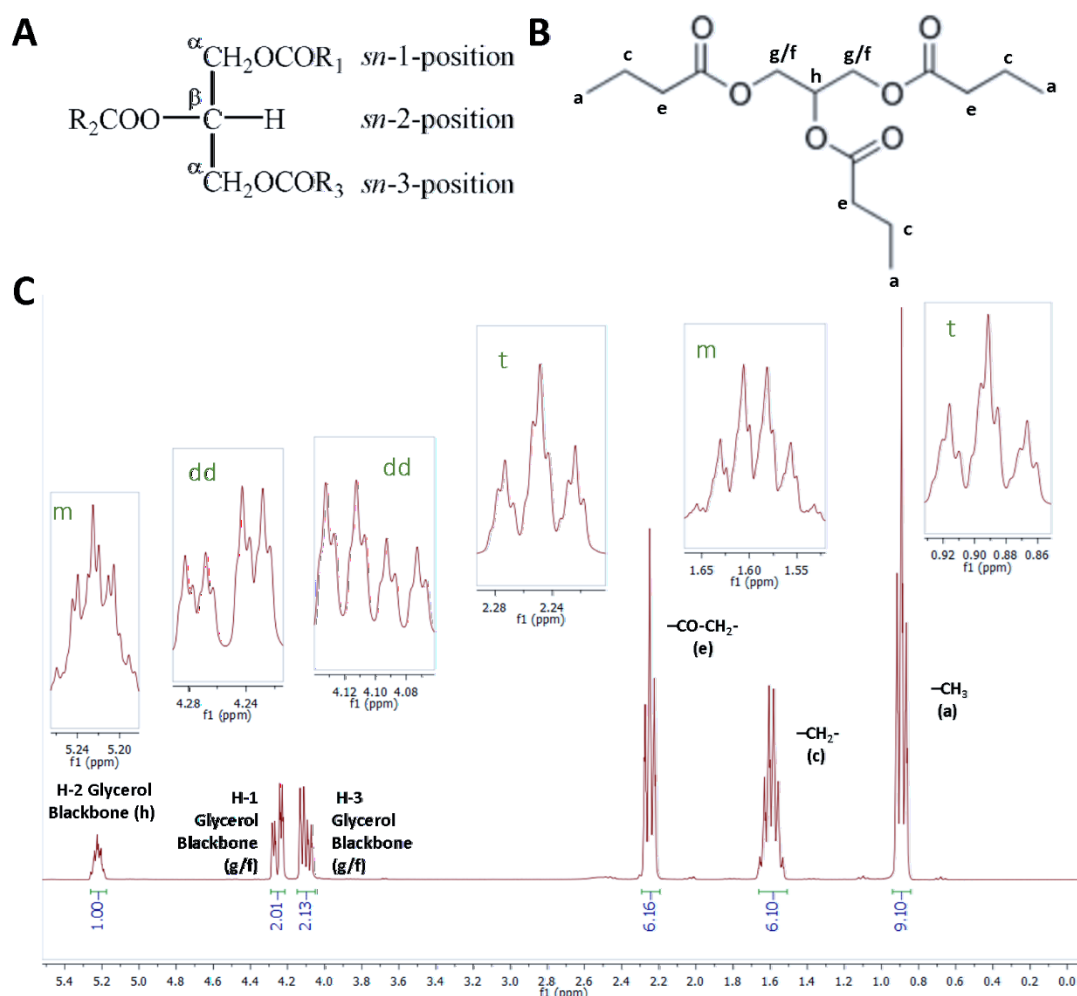 A
α
CH2OCOR1 sn-1-position
β
R2COO C H sn-2-position
α
CH2OCOR3 sn-3-position
B
O O
c g/f g/f c
h
a O O a
e e
O O
e
c
a
C
m
5.24 5.20
f1 (ppm)
dd
4.28 4.24
f1 (ppm)
dd
4.12 4.10 4.08
f1 (ppm)
t
2.28 2.24
f1 (ppm)
m
1.65 1.60 1.55
f1 (ppm)
t
0.92 0.90 0.88 0.86
f1 (ppm)
H-2 Glycerol
Blackbone (h)
H-1
Glycerol
Blackbone
(g/f)
H-3
Glycerol
Blackbone
(g/f)
–CO-CH2-
(e)
–CH2-
(c)
–CH3
(a)
1.00 2.01 2.13 6.16 6.10 9.10
5.4 5.2 5.0 4.8 4.6 4.4 4.2 4.0 3.8 3.6 3.4 3.2 3.0 2.8 2.6 2.4 2.2 2.0 1.8 1.6 1.4 1.2 1.0 0.8 0.6 0.4 0.2 0.0
f1 (ppm)